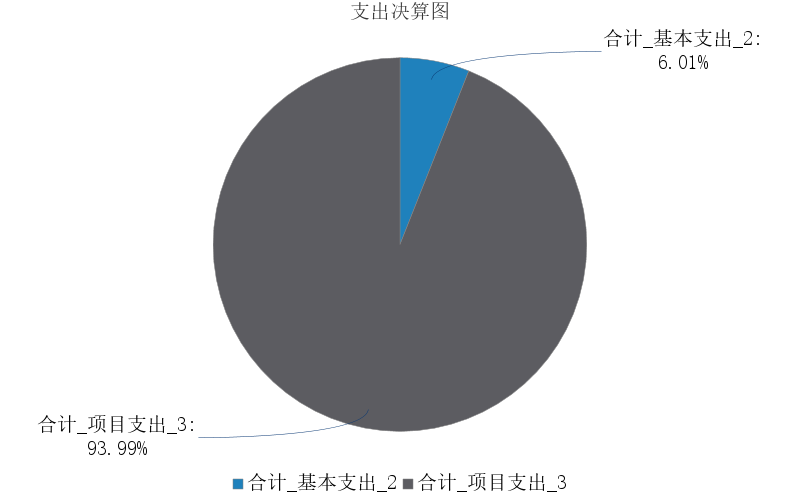 支出决算图
合计_基本支出_2:
6.01%
合计_项目支出_3:
93.99%
合计_基本支出_2 合计_项目支出_3